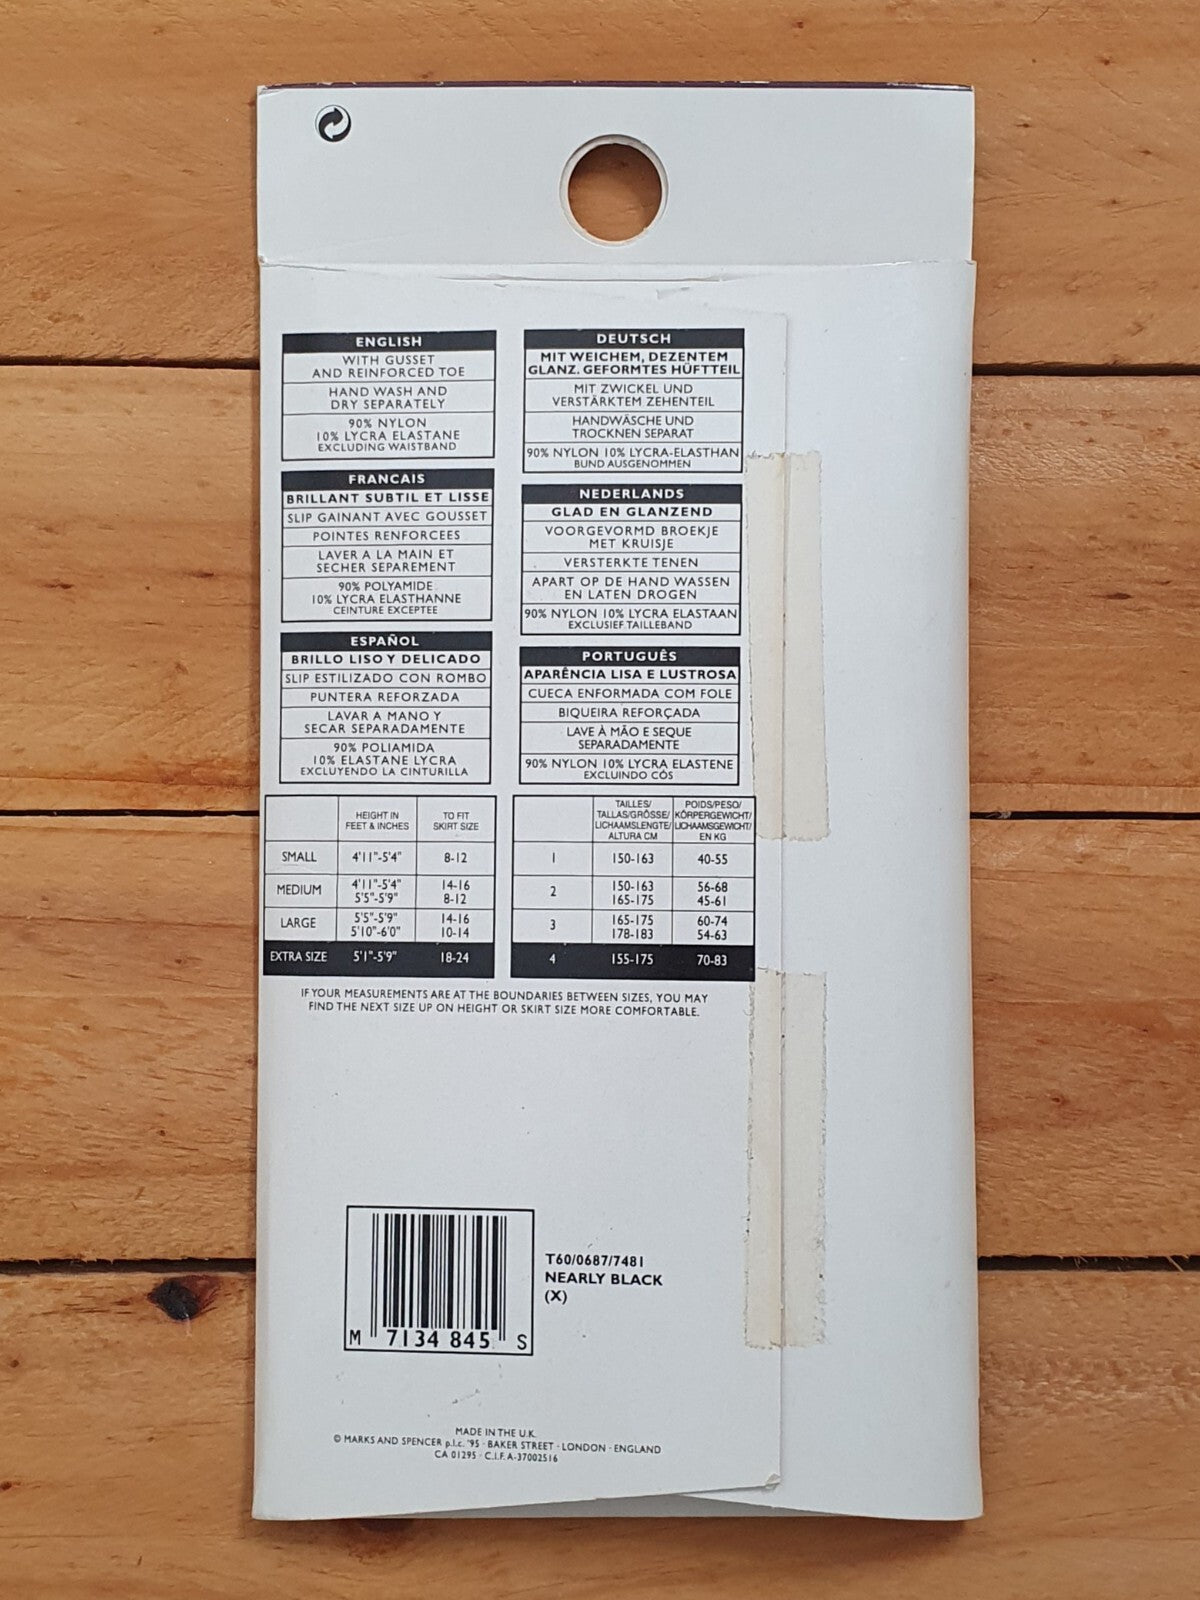 ENGLISH
WITH GUSSET
AND REINFORCED TOE
HAND WASH AND
DRY SEPARATELY
90% NYLON
10% LYCRA ELASTANE
EXCLUDING WAISTBAND
FRANCAIS
BRILLANT SUBTIL ET LISSE
SLIP GAINANT AVEC GOUSSET
POINTES RENFORCEES
LAVER A LA MAIN ET
SECHER SEPAREMENT
90% POLYAMIDE
10% LYCRA ELASTHANNE
CEINTURE EXCEPTEE
ESPAÑOL
BRILLO LISO Y DELICADO
SLIP ESTILIZADO CON ROMBO
PUNTERA REFORZADA
LAVAR A MANO Y
SECAR SEPARADAMENTE
90% POLIAMIDA
10% ELASTANE LYCRA
EXCLUYENDO LA CINTURILLA
DEUTSCH
MIT WEICHEM, DEZENTEM
GLANZ. GEFORMTES HÜFTTEIL
MIT ZWICKEL UND
VERSTÄRKTEM ZEHENTEIL
HANDWÄSCHE UND
TROCKNEN SEPARAT
90% NYLON 10% LYCRA-ELASTHAN
BUND AUSGENOMMEN
NEDERLANDS
GLAD EN GLANZEND
VOORGEVORMD BROEKJE
MET KRUISJE
VERSTERKTE TENEN
APART OP DE HAND WASSEN
EN LATEN DROGEN
90% NYLON 10% LYCRA ELASTAAN
EXCLUSIEF.TAILLEBAND
PORTUGUÊS
APARÊNCIA LISA E LUSTROSA
CUECA ENFORMADA COM FOLE
BIQUEIRA REFORÇADA
LAVE À MÃO E SEQUE
SEPARADAMENTE
90% NYLON 10% LYCRA ELASTENE
EXCLUINDO CÓS
HEIGHT IN
FEET & INCHES
TO FIT
SKIRT SIZE
SMALL 4'11"-5'4" 8-12
MEDIUM 4'11"-5'4" 14-16
5'5"-5'9" 8-12
LARGE 5'5"-5'9" 14-16
5'10"-6'0" 10-14
EXTRA SIZE 5'1"-5'9" 18-24
TAILLES/
TALLAS/GRÖSSE/
LICHAAMSLENGTE/
ALTURA CM
POIDS/PESO/
KÖRPERGEWICHT/
LICHAAMSGEWICHT/
EN KG
1 150-163 40-55
2 150-163 56-68
165-175 45-61
3 165-175 60-74
178-183 54-63
4 155-175 70-83
IF YOUR MEASUREMENTS ARE AT THE BOUNDARIES BETWEEN SIZES, YOU MAY
FIND THE NEXT SIZE UP ON HEIGHT OR SKIRT SIZE MORE COMFORTABLE.
M 7134 845 S
T60/0687/7481
NEARLY BLACK
(X)
MADE IN THE U.K.
© MARKS AND SPENCER p.l.c. '95 · BAKER STREET · LONDON · ENGLAND
CA 01295 · C.I.F. A-37002516